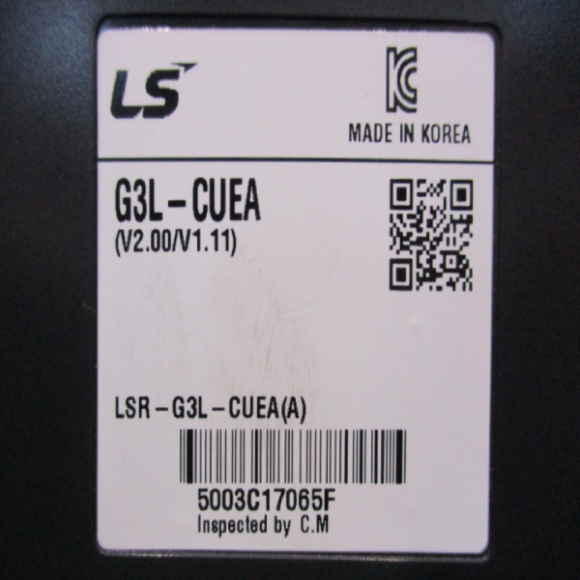 LS
MADE IN KOREA
G3L-CUEA
(V2.00/V1.11)
LSR-G3L-CUEA(A)
5003C17065F
Inspected by C.M